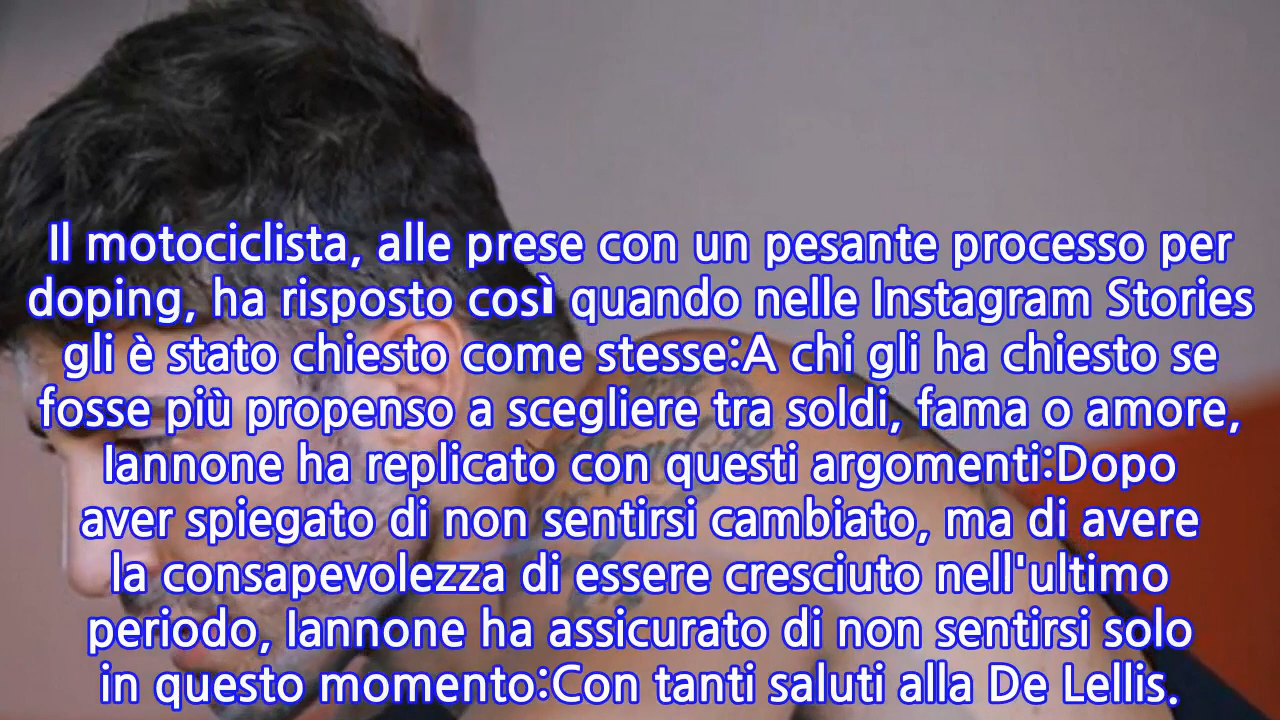 Il motociclista, alle prese con un pesante processo per
doping, ha risposto così quando nelle Instagram Stories
gli è stato chiesto come stesse:A chi gli ha chiesto se
fosse più propenso a scegliere tra soldi, fama o amore,
Iannone ha replicato con questi argomenti:Dopo
aver spiegato di non sentirsi cambiato, ma di avere
la consapevolezza di essere cresciuto nell'ultimo
periodo, Iannone ha assicurato di non sentirsi solo
in questo momento:Con tanti saluti alla De Lellis.